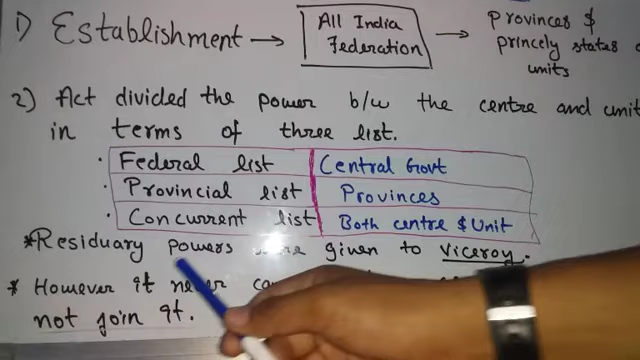 1) Establishment → All India Federation → provinces & princely states
units
2) Act divided the power b/w the centre and unit
in terms of three list.
· Federal list Central Govt
· Provincial list Provinces
· Concurrent list Both centre & Unit
*Residuary powers were given to viceroy.
* However it never
not join it.